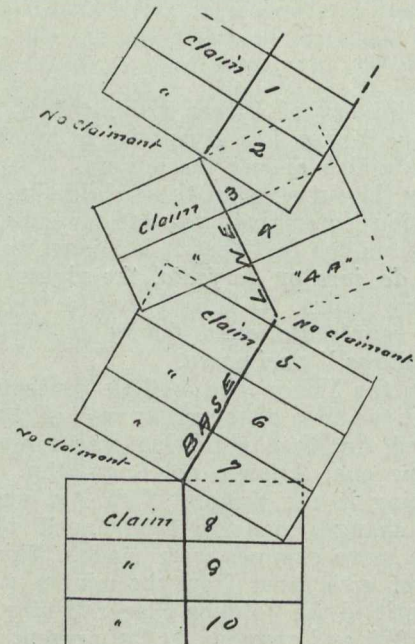 Claim 1
" 2
No Claimant
Claim 3
" 4
"4A"
BASE LINE
No Claimant
Claim 5
" 6
" 7
No Claimant
Claim 8
" 9
" 10